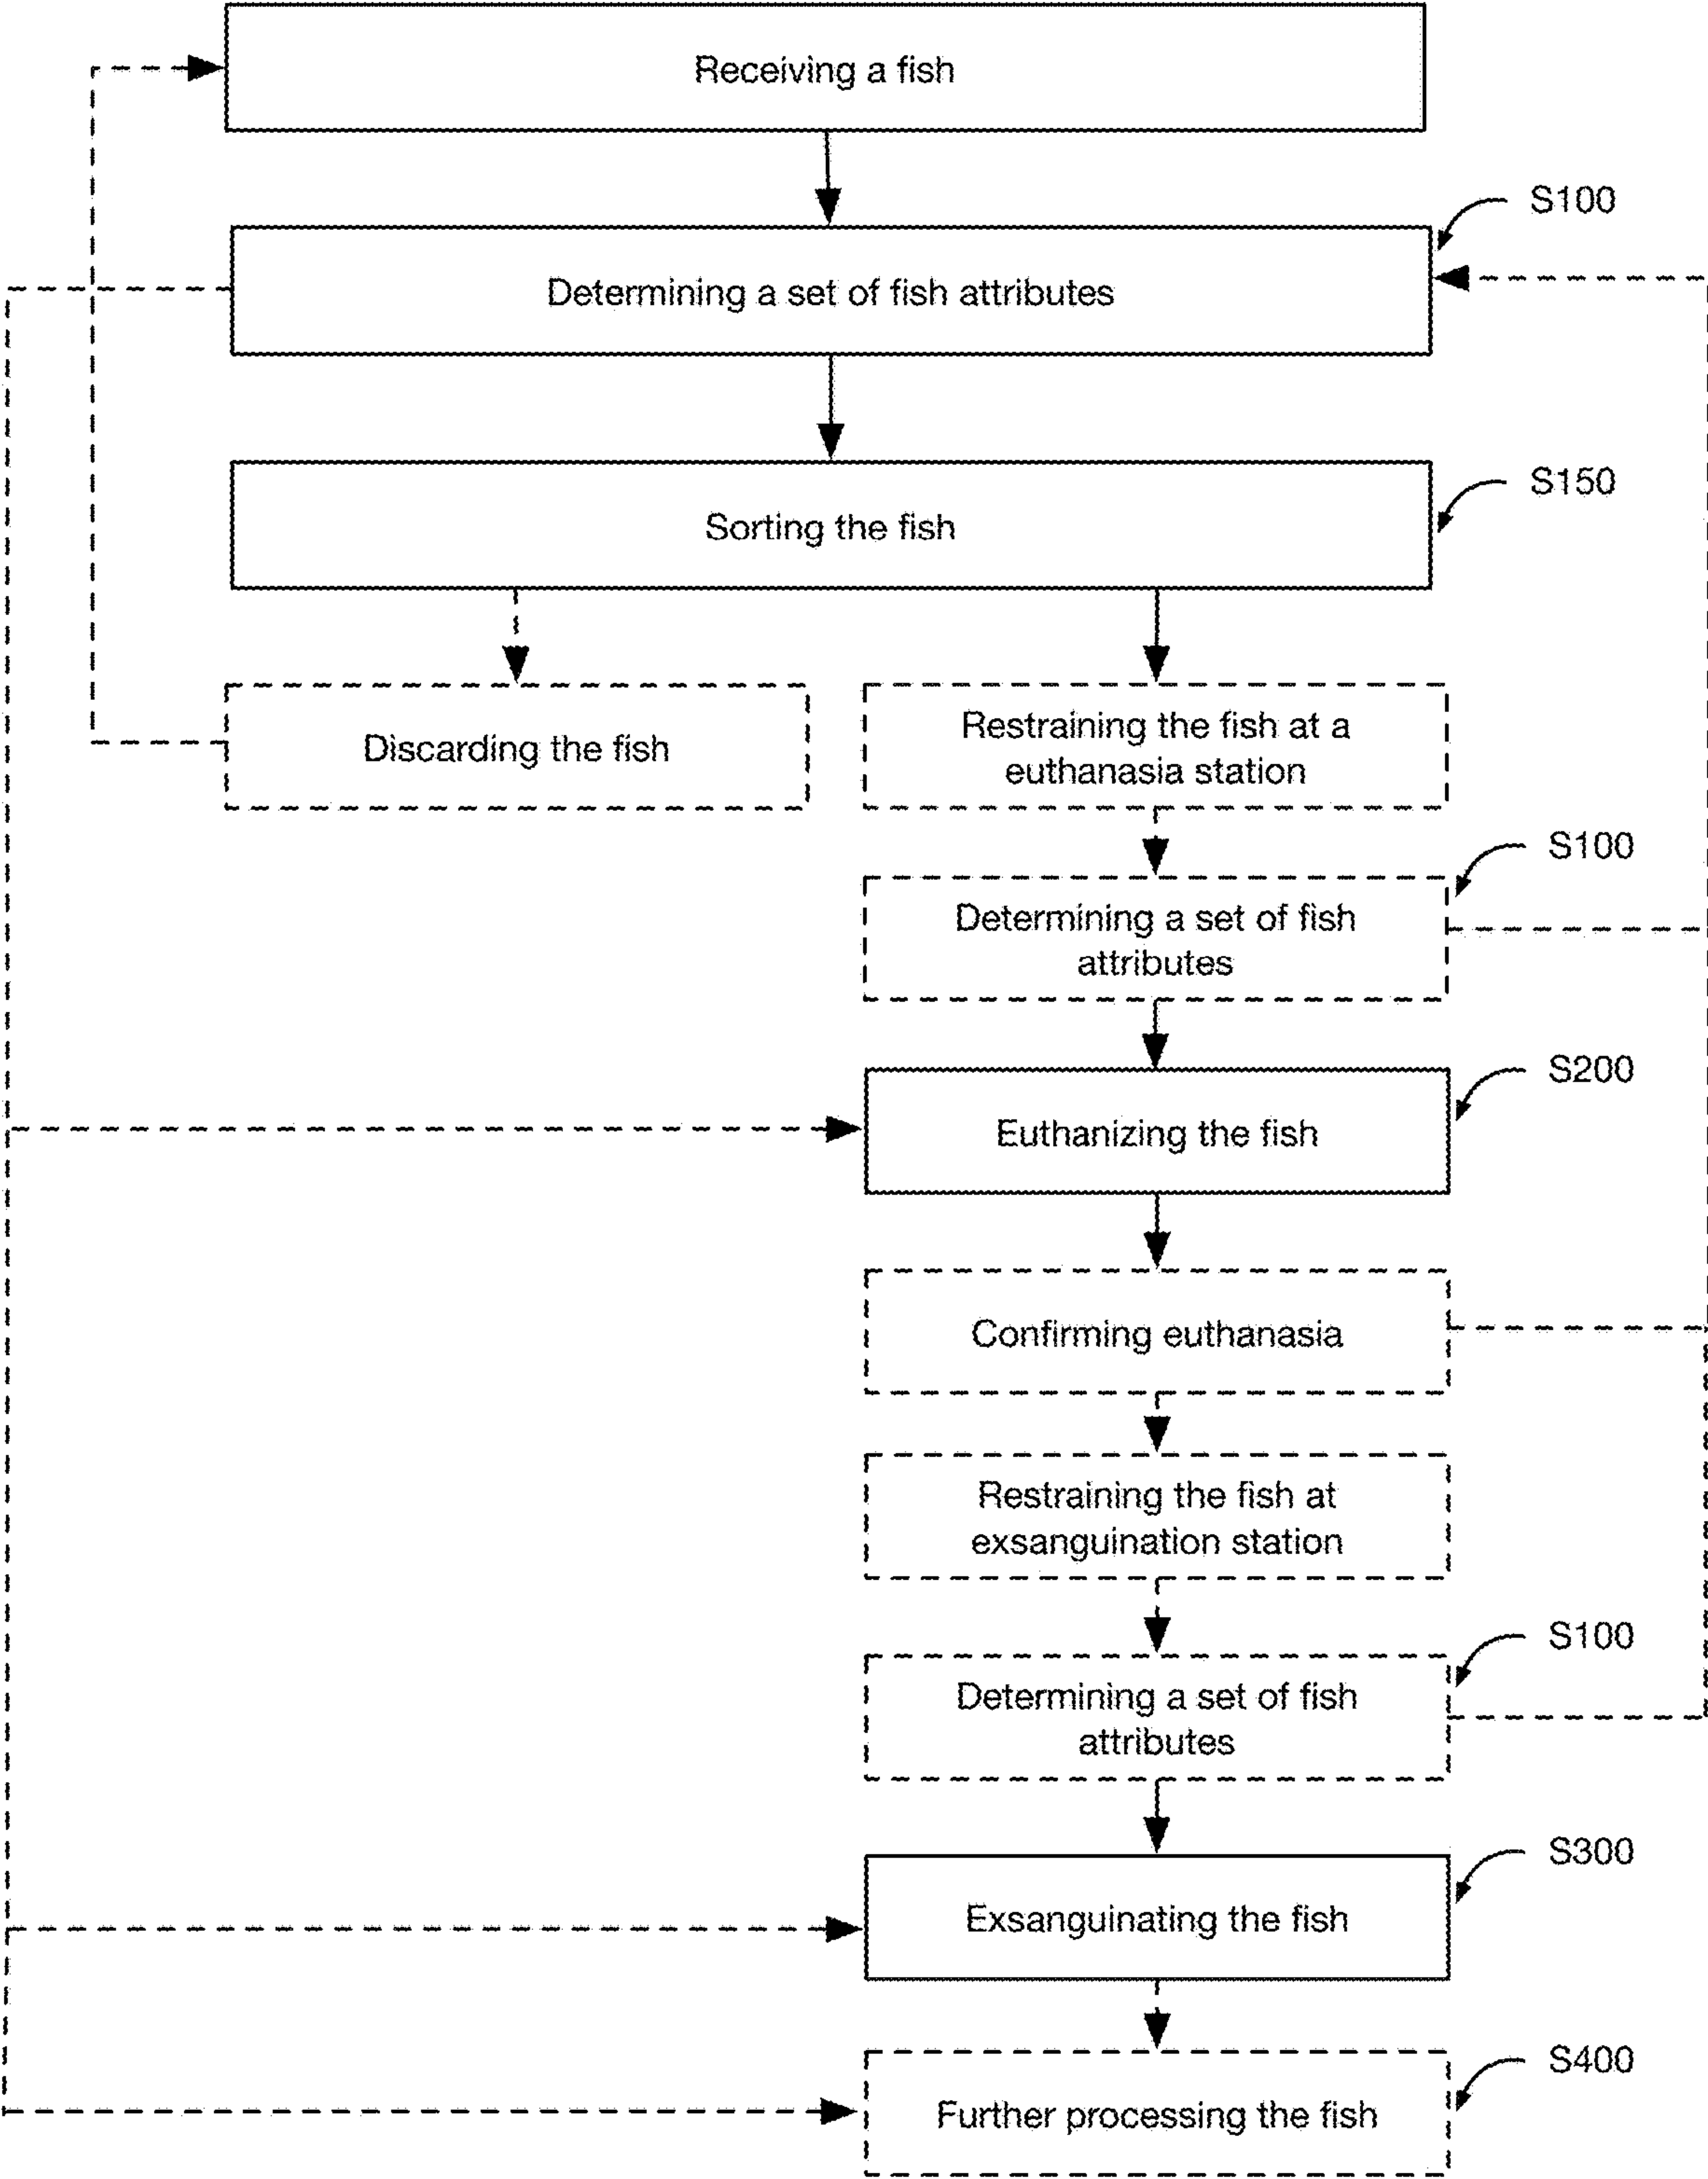 Receiving a fish
S100
Determining a set of fish attributes
S150
Sorting the fish
Discarding the fish
Restraining the fish at a
euthanasia station
S100
Determining a set of fish
attributes
S200
Euthanizing the fish
Confirming euthanasia
Restraining the fish at
exsanguination station
S100
Determining a set of fish
attributes
S300
Exsanguinating the fish
S400
Further processing the fish